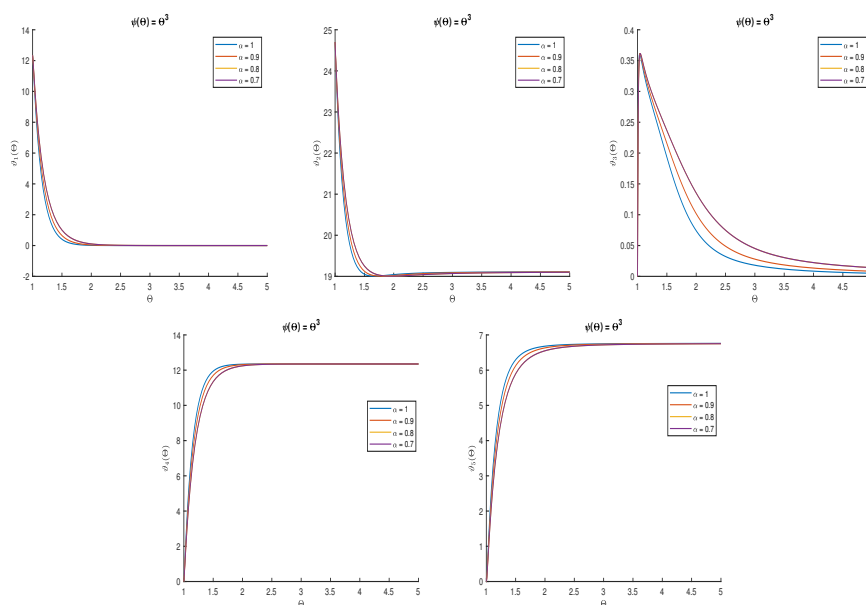 ψ(Θ) = Θ³
14
12
10
8
6
4
2
0
-2
ϑ₁(Θ)
1 1.5 2 2.5 3 3.5 4 4.5 5
Θ
α = 1
α = 0.9
α = 0.8
α = 0.7
ψ(Θ) = Θ³
25
24
23
22
21
20
19
ϑ₂(Θ)
1 1.5 2 2.5 3 3.5 4 4.5 5
Θ
α = 1
α = 0.9
α = 0.8
α = 0.7
ψ(Θ) = Θ³
0.4
0.35
0.3
0.25
0.2
0.15
0.1
0.05
0
ϑ₃(Θ)
1 1.5 2 2.5 3 3.5 4 4.5
Θ
α = 1
α = 0.9
α = 0.8
α = 0.7
ψ(Θ) = Θ³
14
12
10
8
6
4
2
0
ϑ₄(Θ)
1 1.5 2 2.5 3 3.5 4 4.5 5
Θ
α = 1
α = 0.9
α = 0.8
α = 0.7
ψ(Θ) = Θ³
7
6
5
4
3
2
1
0
ϑ₅(Θ)
1 1.5 2 2.5 3 3.5 4 4.5 5
Θ
α = 1
α = 0.9
α = 0.8
α = 0.7